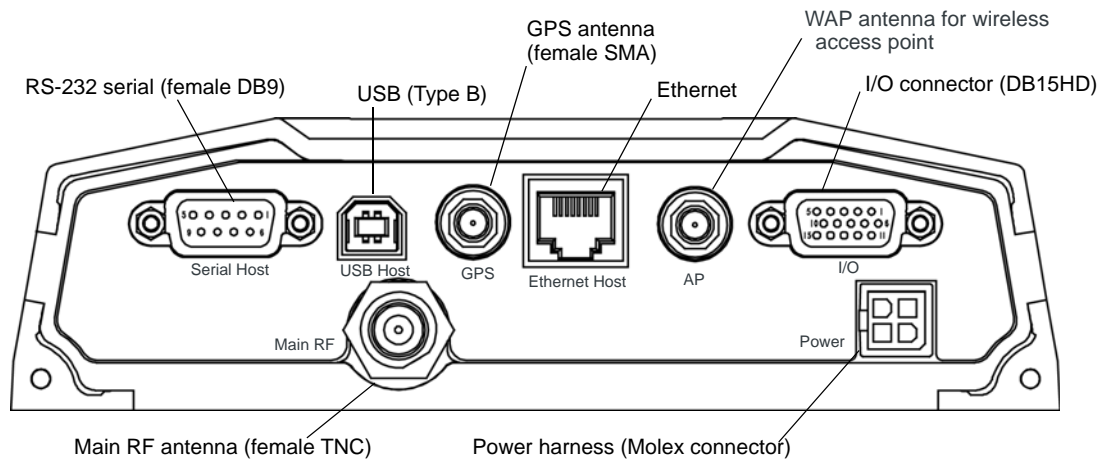 GPS antenna
(female SMA)
WAP antenna for wireless
access point
RS-232 serial (female DB9)
USB (Type B)
Ethernet
I/O connector (DB15HD)
5 1
9 6
5 1
10 6
15 11
Serial Host
USB Host
GPS
Ethernet Host
AP
I/O
Main RF
Power
Main RF antenna (female TNC)
Power harness (Molex connector)